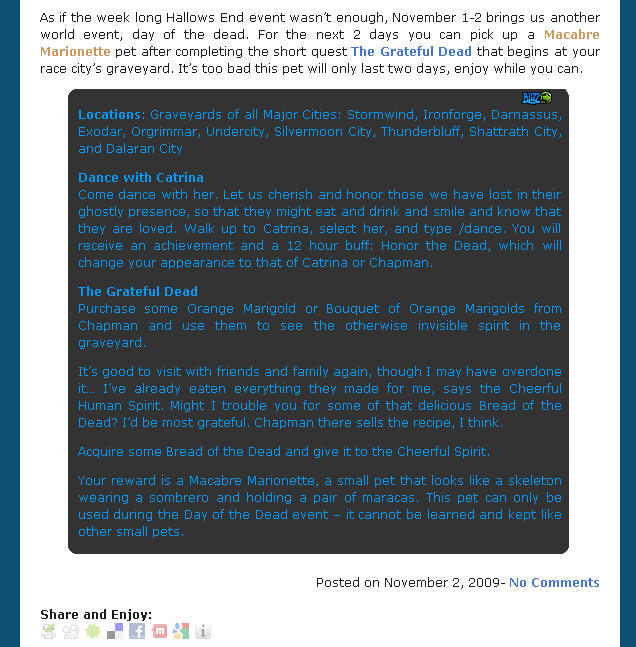 As if the week long Hallows End event wasn’t enough, November 1-2 brings us another
world event, day of the dead. For the next 2 days you can pick up a Macabre
Marionette pet after completing the short quest The Grateful Dead that begins at your
race city’s graveyard. It’s too bad this pet will only last two days, enjoy while you can.
BUZZ
Locations: Graveyards of all Major Cities: Stormwind, Ironforge, Darnassus,
Exodar, Orgrimmar, Undercity, Silvermoon City, Thunderbluff, Shattrath City,
and Dalaran City
Dance with Catrina
Come dance with her. Let us cherish and honor those we have lost in their
ghostly presence, so that they might eat and drink and smile and know that
they are loved. Walk up to Catrina, select her, and type /dance. You will
receive an achievement and a 12 hour buff: Honor the Dead, which will
change your appearance to that of Catrina or Chapman.
The Grateful Dead
Purchase some Orange Marigold or Bouquet of Orange Marigolds from
Chapman and use them to see the otherwise invisible spirit in the
graveyard.
It’s good to visit with friends and family again, though I may have overdone
it… I’ve already eaten everything they made for me, says the Cheerful
Human Spirit. Might I trouble you for some of that delicious Bread of the
Dead? I’d be most grateful. Chapman there sells the recipe, I think.
Acquire some Bread of the Dead and give it to the Cheerful Spirit.
Your reward is a Macabre Marionette, a small pet that looks like a skeleton
wearing a sombrero and holding a pair of maracas. This pet can only be
used during the Day of the Dead event – it cannot be learned and kept like
other small pets.
Posted on November 2, 2009- No Comments
Share and Enjoy: